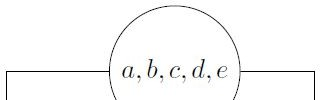 a, b, c, d, e